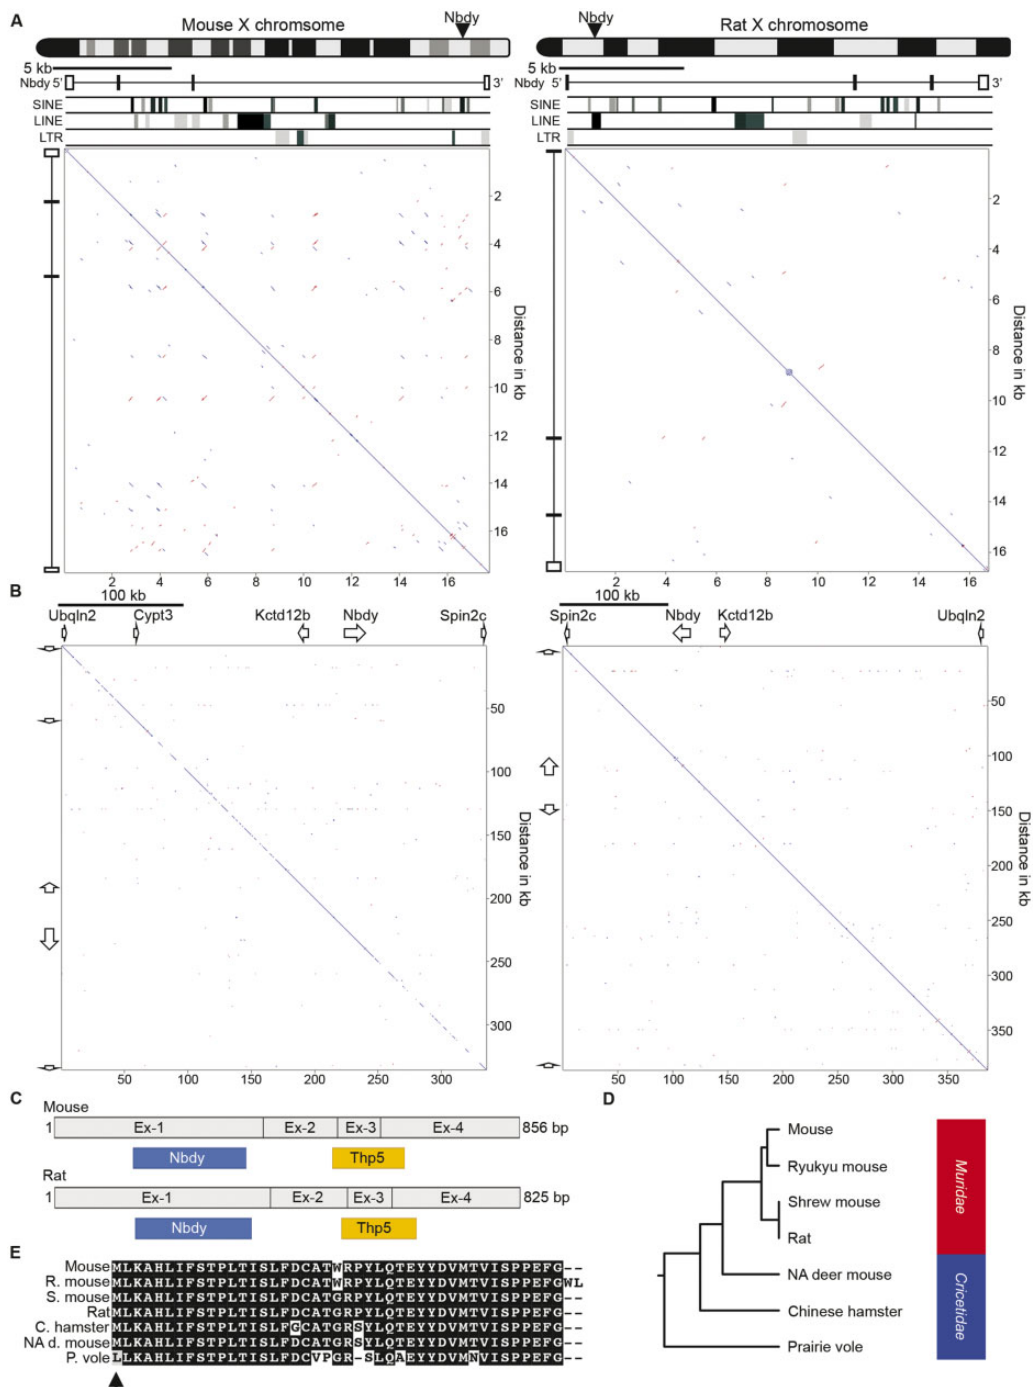 A
Mouse X chromsome
Nbdy
Rat X chromosome
Nbdy
5 kb
Nbdy 5' 3'
SINE
LINE
LTR
5 kb
Nbdy 5' 3'
2
4
6
8
10
12
14
16
Distance in kb
2 4 6 8 10 12 14 16
2
4
6
8
10
12
14
16
Distance in kb
2 4 6 8 10 12 14 16
B
100 kb
Ubqln2 Cypt3 Kctd12b Nbdy Spin2c
50
100
150
200
250
300
Distance in kb
50 100 150 200 250 300
100 kb
Spin2c Nbdy Kctd12b Ubqln2
50
100
150
200
250
300
350
Distance in kb
50 100 150 200 250 300 350
C
Mouse
1 Ex-1 Ex-2 Ex-3 Ex-4 856 bp
Nbdy Thp5
Rat
1 Ex-1 Ex-2 Ex-3 Ex-4 825 bp
Nbdy Thp5
D
Mouse
Ryukyu mouse
Shrew mouse
Rat
NA deer mouse
Chinese hamster
Prairie vole
Muridae
Cricetidae
E
Mouse MLKAHLIFSTPLTISLFDCATWRPYLQTEYYDVMTVISPPEFG--
R. mouse MLKAHLIFSTPLTISLFDCATWRPYLQTEYYDVMTVISPPEFGWL
S. mouse MLKAHLIFSTPLTISLFDCATGRPYLQTEYYDVMTVISPPEFG--
Rat MLKAHLIFSTPLTISLFDCATGRPYLQTEYYDVMTVISPPEFG--
C. hamster MLKAHLIFSTPLTISLFGCATGRSYLQTEYYDVMTVISPPEFG--
NA d. mouse MLKAHLIFSTPLTISLFDCATGRSYLQTEYYDVMTVISPPEFG--
P. vole LLKAHLIFSTPLTISLFDCVPGR-SLQAEYYDVMNVISPPEFG--